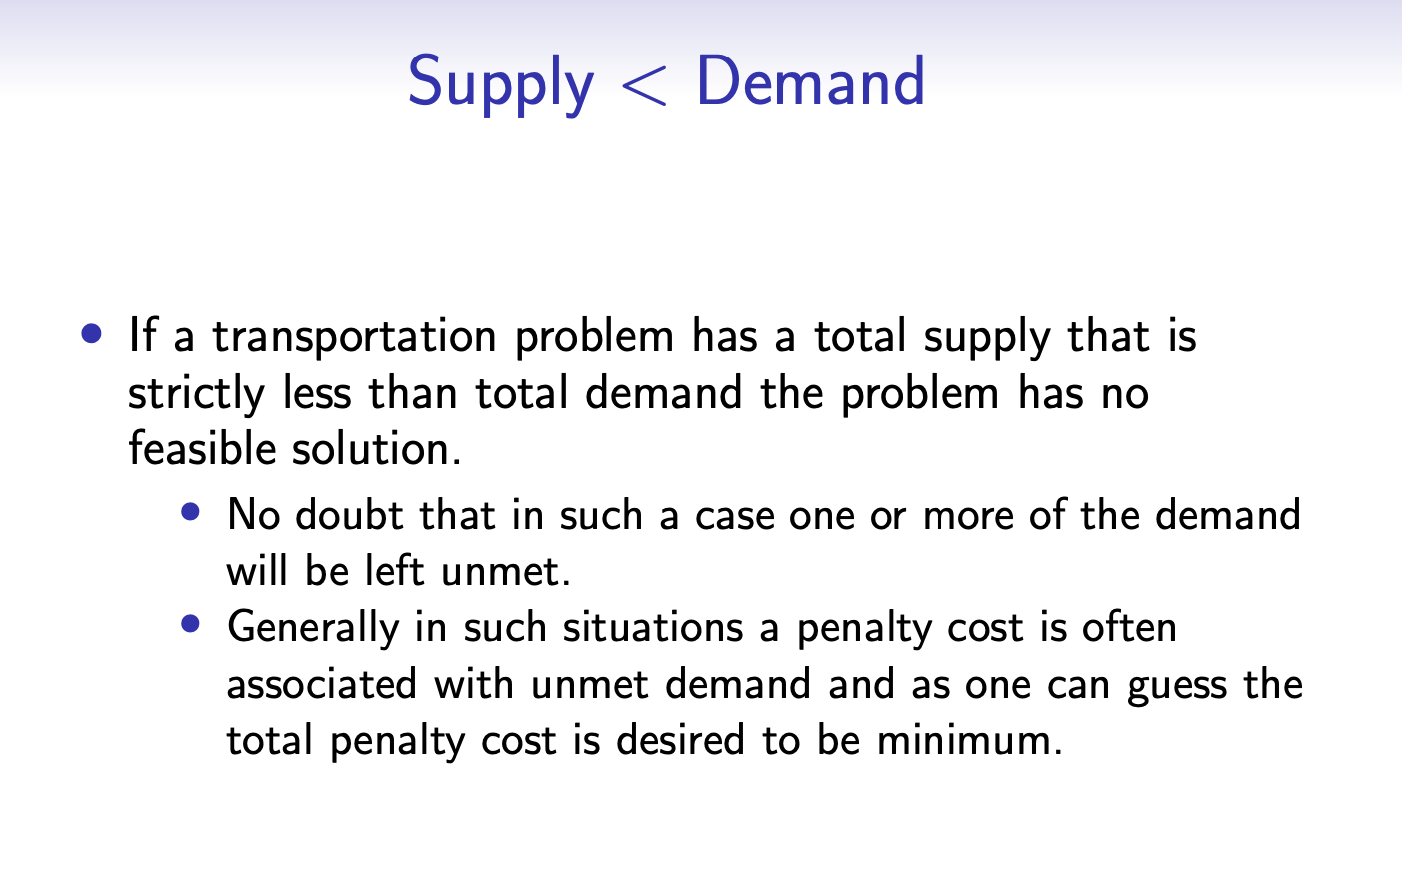 Supply < Demand
If a transportation problem has a total supply that is
strictly less than total demand the problem has no
feasible solution.
No doubt that in such a case one or more of the demand
will be left unmet.
Generally in such situations a penalty cost is often
associated with unmet demand and as one can guess the
total penalty cost is desired to be minimum.